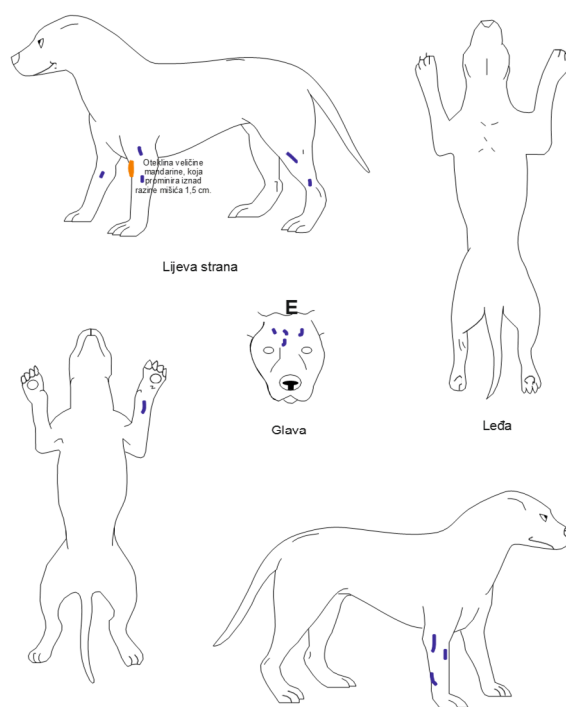 Oteklina veličine
mandarine, koja
prominira iznad
razine mišića 1,5 cm.
Lijeva strana
E
Glava
Leđa